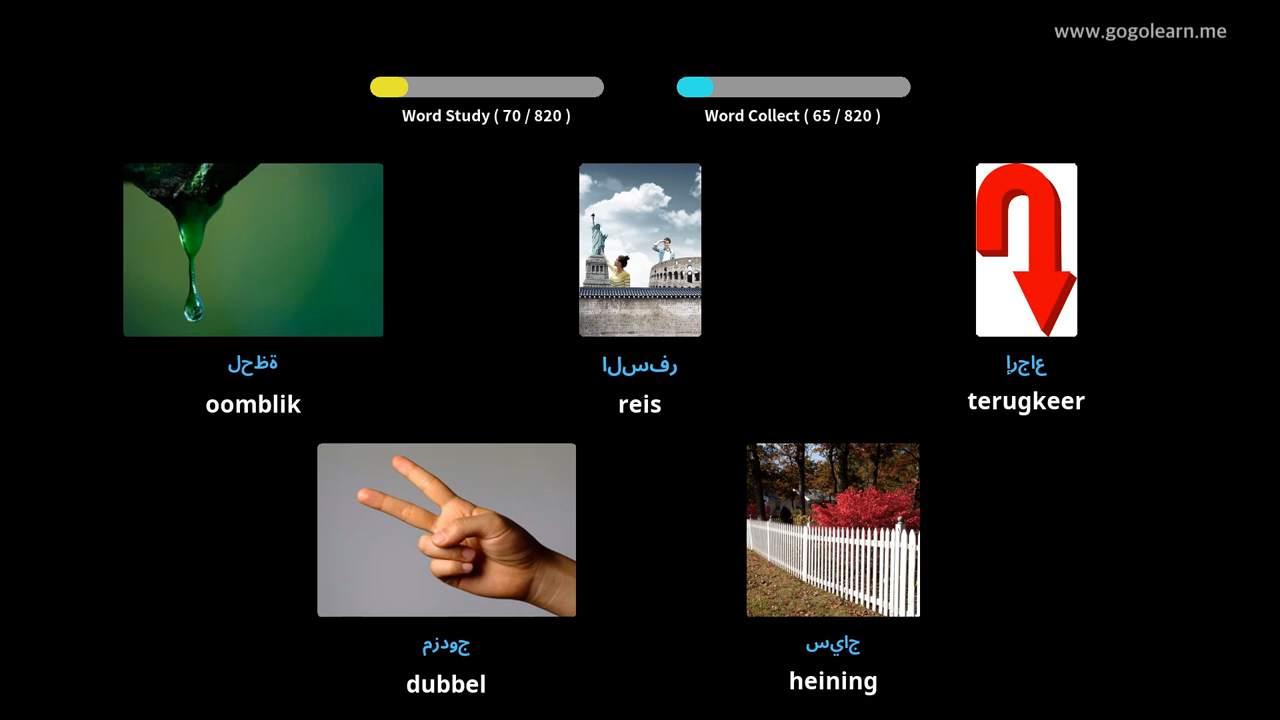 www.gogolearn.me
Word Study ( 70 / 820 )
Word Collect ( 65 / 820 )
لحظة
السفر
إرجاع
oomblik
reis
terugkeer
مزدوج
سياج
dubbel
heining